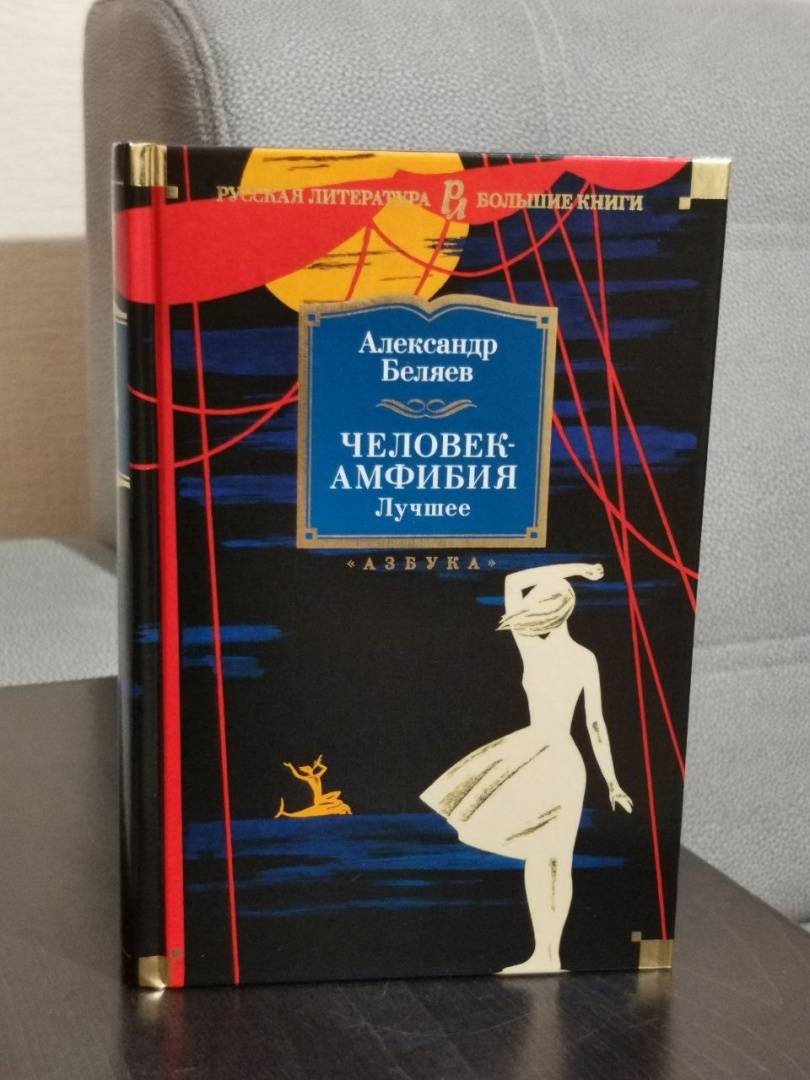 РУССКАЯ ЛИТЕРАТУРА РЛ БОЛЬШИЕ КНИГИ
Александр
Беляев
ЧЕЛОВЕК-
АМФИБИЯ
Лучшее
«АЗБУКА»